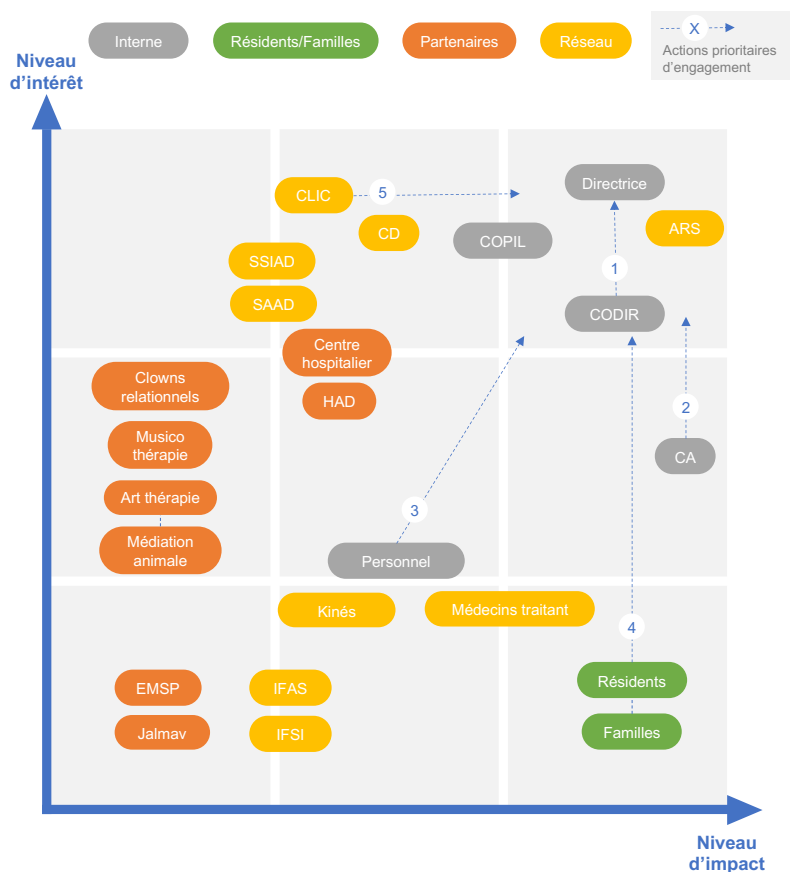 Interne
Résidents/Familles
Partenaires
Réseau
X
Actions prioritaires
d'engagement
Niveau
d'intérêt
CLIC
5
Directrice
CD
COPIL
ARS
SSIAD
1
SAAD
CODIR
Centre
hospitalier
Clowns
relationnels
HAD
2
Musico
thérapie
CA
Art thérapie
3
Médiation
animale
Personnel
Kinés
Médecins traitant
4
EMSP
IFAS
Résidents
Jalmav
IFSI
Familles
Niveau
d'impact